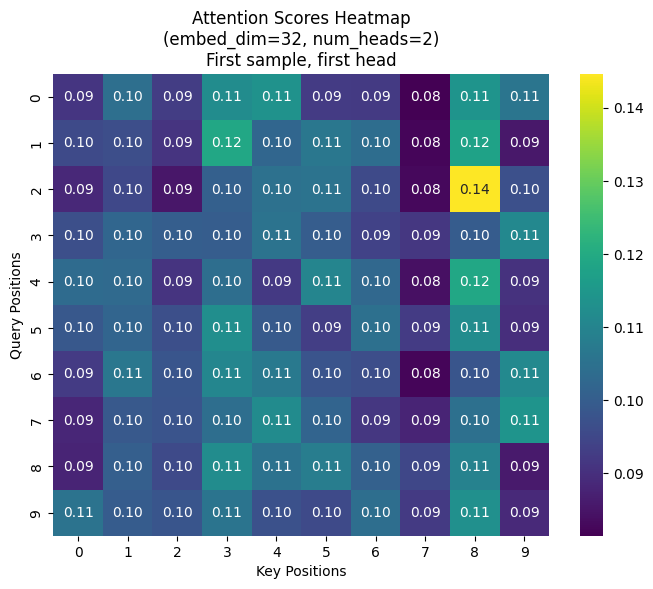 Attention Scores Heatmap
(embed_dim=32, num_heads=2)
First sample, first head
0 0.09 0.10 0.09 0.11 0.11 0.09 0.09 0.08 0.11 0.11
1 0.10 0.10 0.09 0.12 0.10 0.11 0.10 0.08 0.12 0.09
2 0.09 0.10 0.09 0.10 0.10 0.11 0.10 0.08 0.14 0.10
3 0.10 0.10 0.10 0.10 0.11 0.10 0.09 0.09 0.10 0.11
4 0.10 0.10 0.09 0.10 0.09 0.11 0.10 0.08 0.12 0.09
5 0.10 0.10 0.10 0.11 0.10 0.09 0.10 0.09 0.11 0.09
6 0.09 0.11 0.10 0.11 0.11 0.10 0.10 0.08 0.10 0.11
7 0.09 0.10 0.10 0.10 0.11 0.10 0.09 0.09 0.10 0.11
8 0.09 0.10 0.10 0.11 0.11 0.11 0.10 0.09 0.11 0.09
9 0.11 0.10 0.10 0.11 0.10 0.10 0.10 0.09 0.11 0.09
0 1 2 3 4 5 6 7 8 9
Key Positions
Query Positions
0.14
0.13
0.12
0.11
0.10
0.09